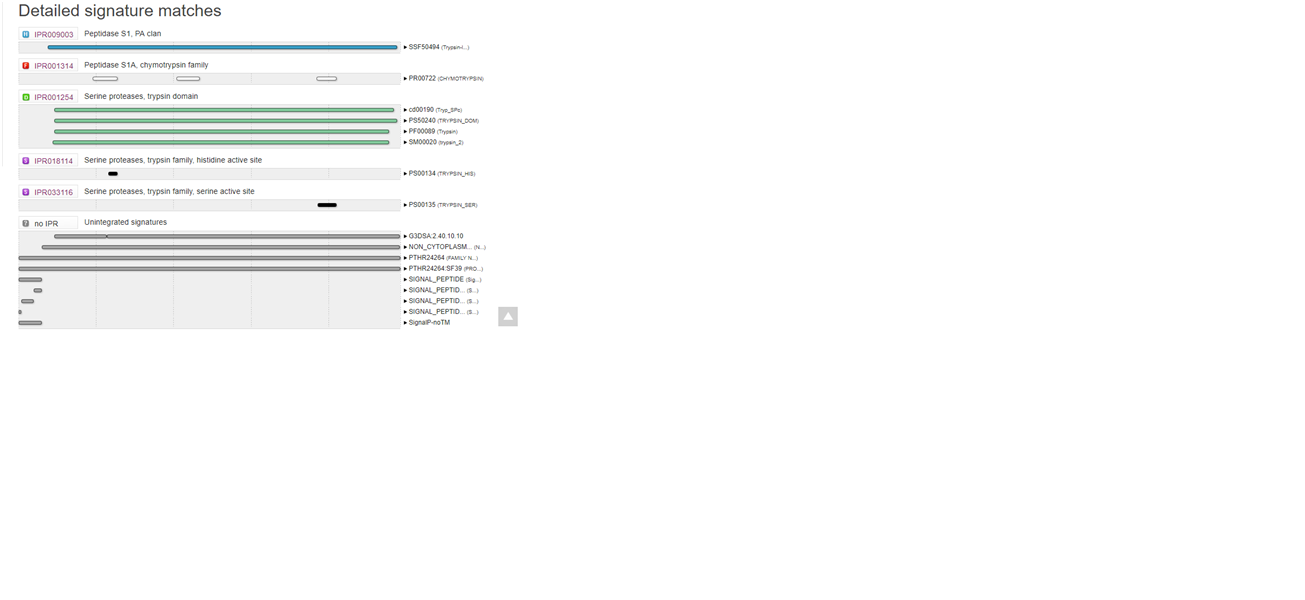 Detailed signature matches
H IPR009003 Peptidase S1, PA clan
SSF50494 (Trypsin-l...)
F IPR001314 Peptidase S1A, chymotrypsin family
PR00722 (CHYMOTRYPSIN)
D IPR001254 Serine proteases, trypsin domain
cd00190 (Tryp_SPc)
PS50240 (TRYPSIN_DOM)
PF00089 (Trypsin)
SM00020 (trypsin_2)
S IPR018114 Serine proteases, trypsin family, histidine active site
PS00134 (TRYPSIN_HIS)
S IPR033116 Serine proteases, trypsin family, serine active site
PS00135 (TRYPSIN_SER)
? no IPR Unintegrated signatures
G3DSA:2.40.10.10
NON_CYTOPLASM... (N...)
PTHR24264 (FAMILY N...)
PTHR24264:SF39 (PRO...)
SIGNAL_PEPTIDE (Sig...)
SIGNAL_PEPTID... (S...)
SIGNAL_PEPTID... (S...)
SIGNAL_PEPTID... (S...)
SignalP-noTM